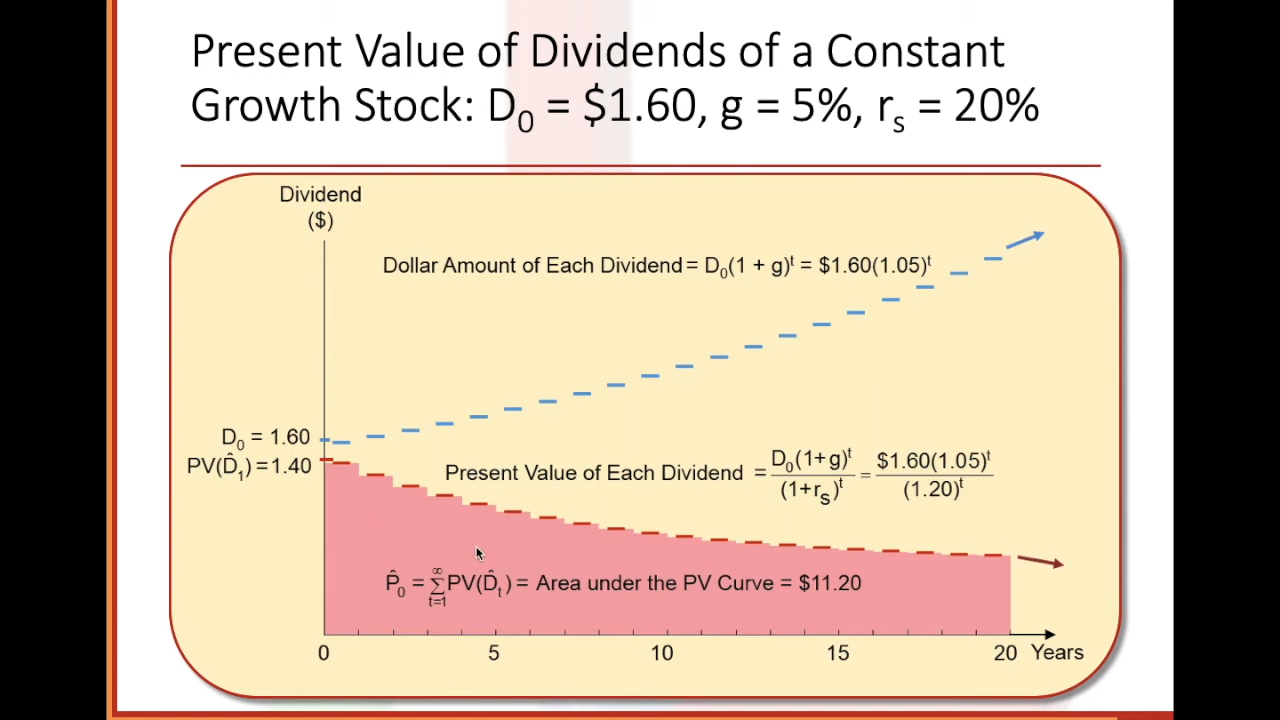 Present Value of Dividends of a Constant
Growth Stock: D₀ = $1.60, g = 5%, rₛ = 20%
Dividend
($)
Dollar Amount of Each Dividend = D₀(1 + g)ᵗ = $1.60(1.05)ᵗ
D₀ = 1.60
PV(D̂₁) = 1.40
Present Value of Each Dividend = D₀(1+g)ᵗ / (1+rₛ)ᵗ = $1.60(1.05)ᵗ / (1.20)ᵗ
P̂₀ = ∞ Σ t=1 PV(D̂ₜ) = Area under the PV Curve = $11.20
0 5 10 15 20 Years